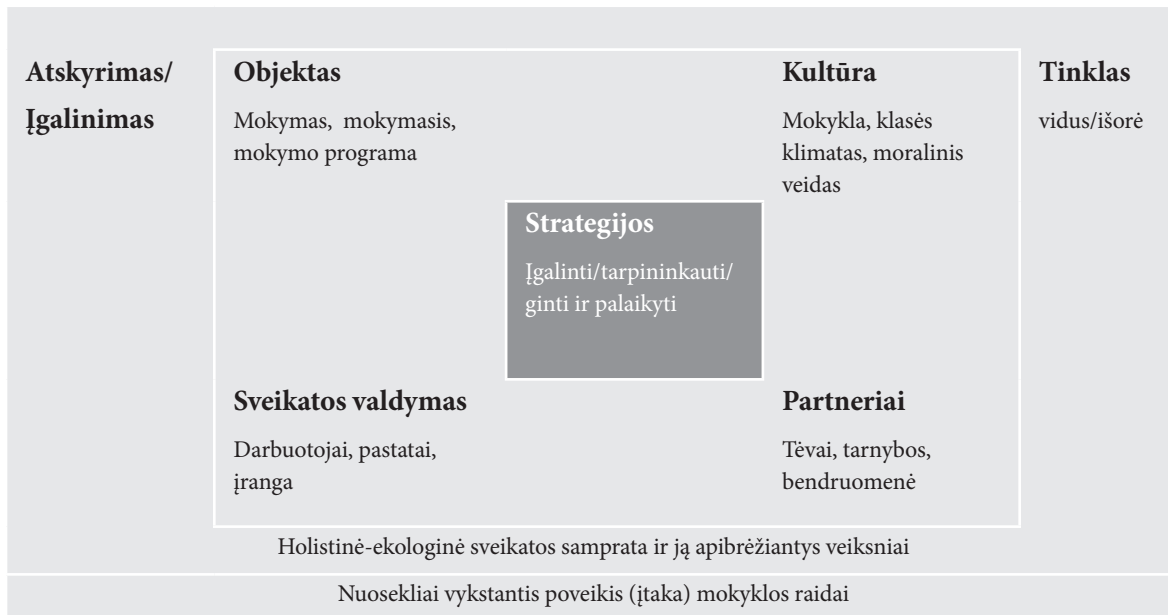 Atskyrimas/
Įgalinimas
Objektas
Mokymas, mokymasis,
mokymo programa
Kultūra
Mokykla, klasės
klimatas, moralinis
veidas
Tinklas
vidus/išorė
Strategijos
Įgalinti/tarpininkauti/
ginti ir palaikyti
Sveikatos valdymas
Darbuotojai, pastatai,
įranga
Partneriai
Tėvai, tarnybos,
bendruomenė
Holistinė-ekologinė sveikatos samprata ir ją apibrėžiantys veiksniai
Nuosekliai vykstantis poveikis (įtaka) mokyklos raidai